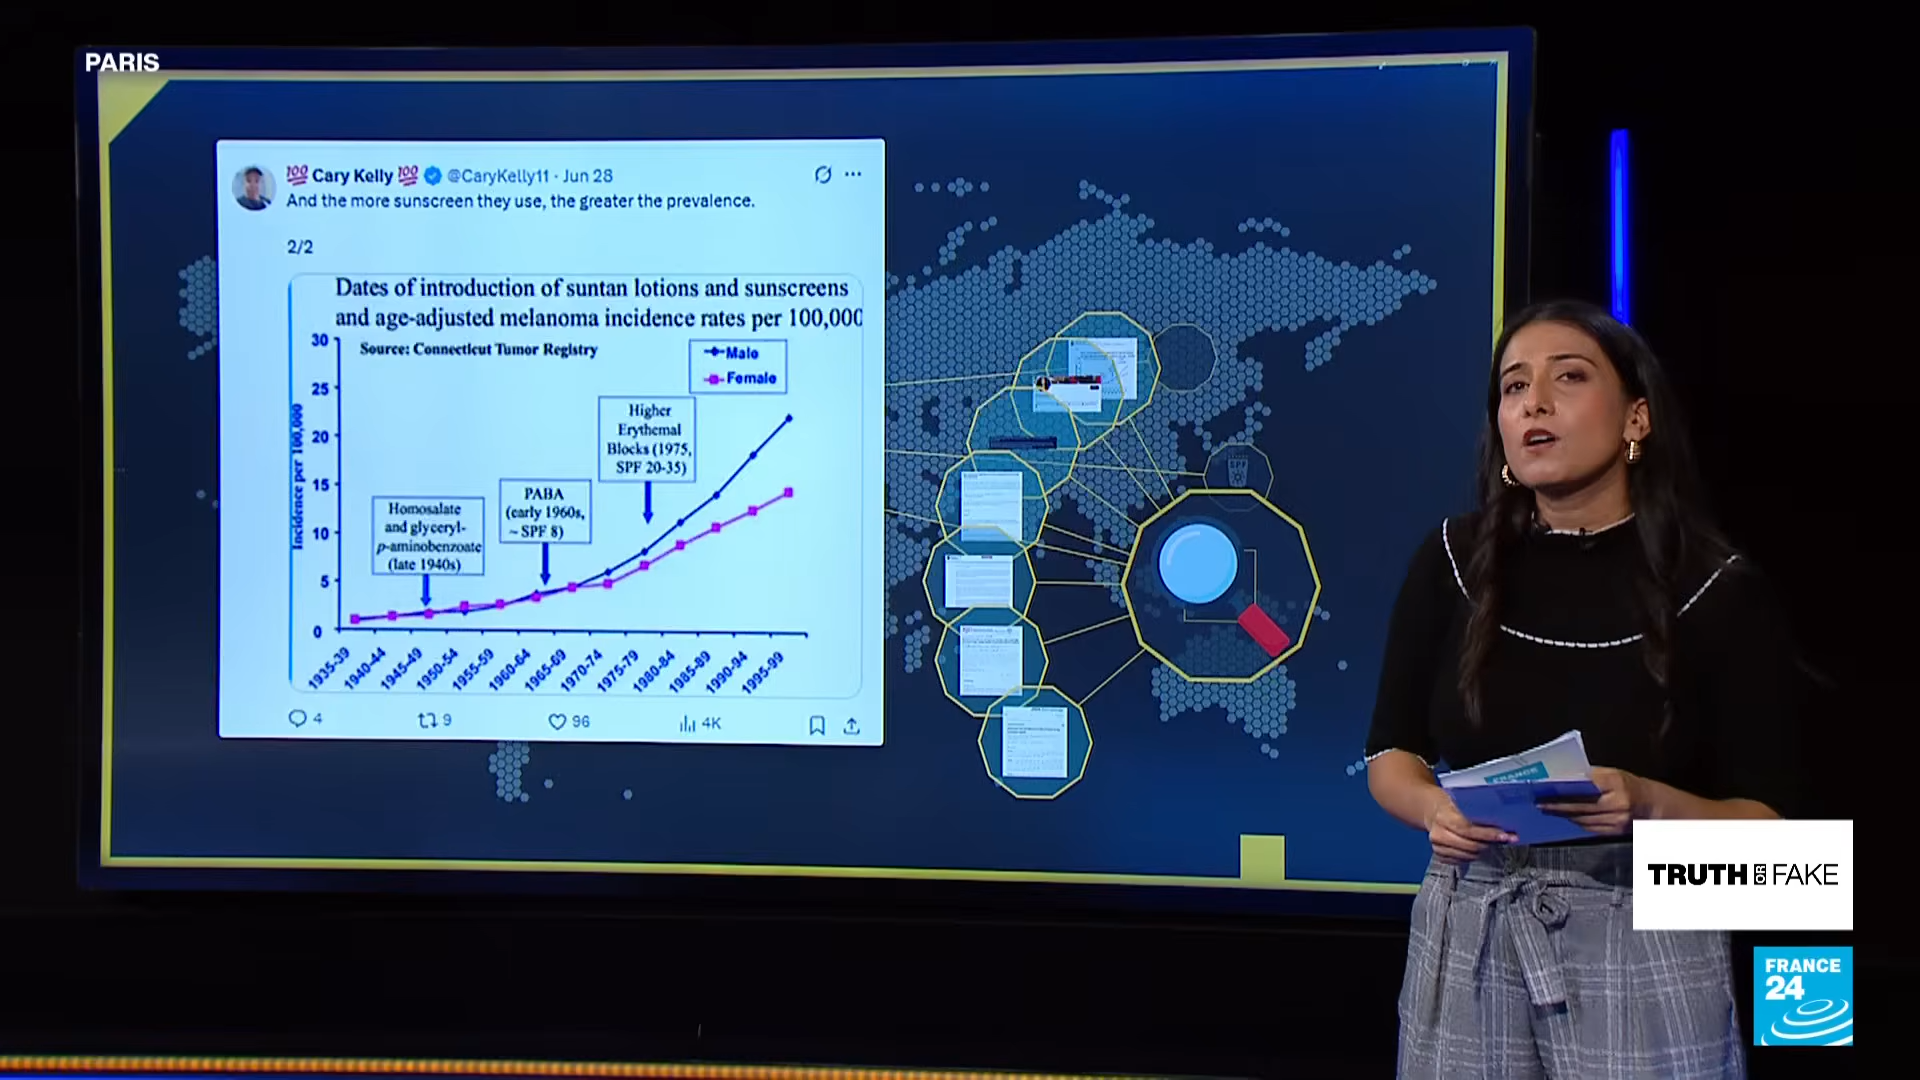 PARIS
💯 Cary Kelly 💯 @CaryKelly11 · Jun 28
And the more sunscreen they use, the greater the prevalence.
2/2
Dates of introduction of suntan lotions and sunscreens
and age-adjusted melanoma incidence rates per 100,000
Source: Connecticut Tumor Registry
Male
Female
Incidence per 100,000
30
25
20
15
10
5
0
Higher
Erythemal
Blocks (1975,
SPF 20-35)
PABA
(early 1960s,
~ SPF 8)
Homosalate
and glyceryl-
p-aminobenzoate
(late 1940s)
1935-39
1940-44
1945-49
1950-54
1955-59
1960-64
1965-69
1970-74
1975-79
1980-84
1985-89
1990-94
1995-99
4
9
96
4K
SPF
FRANCE
TRUTH OR FAKE
FRANCE
24